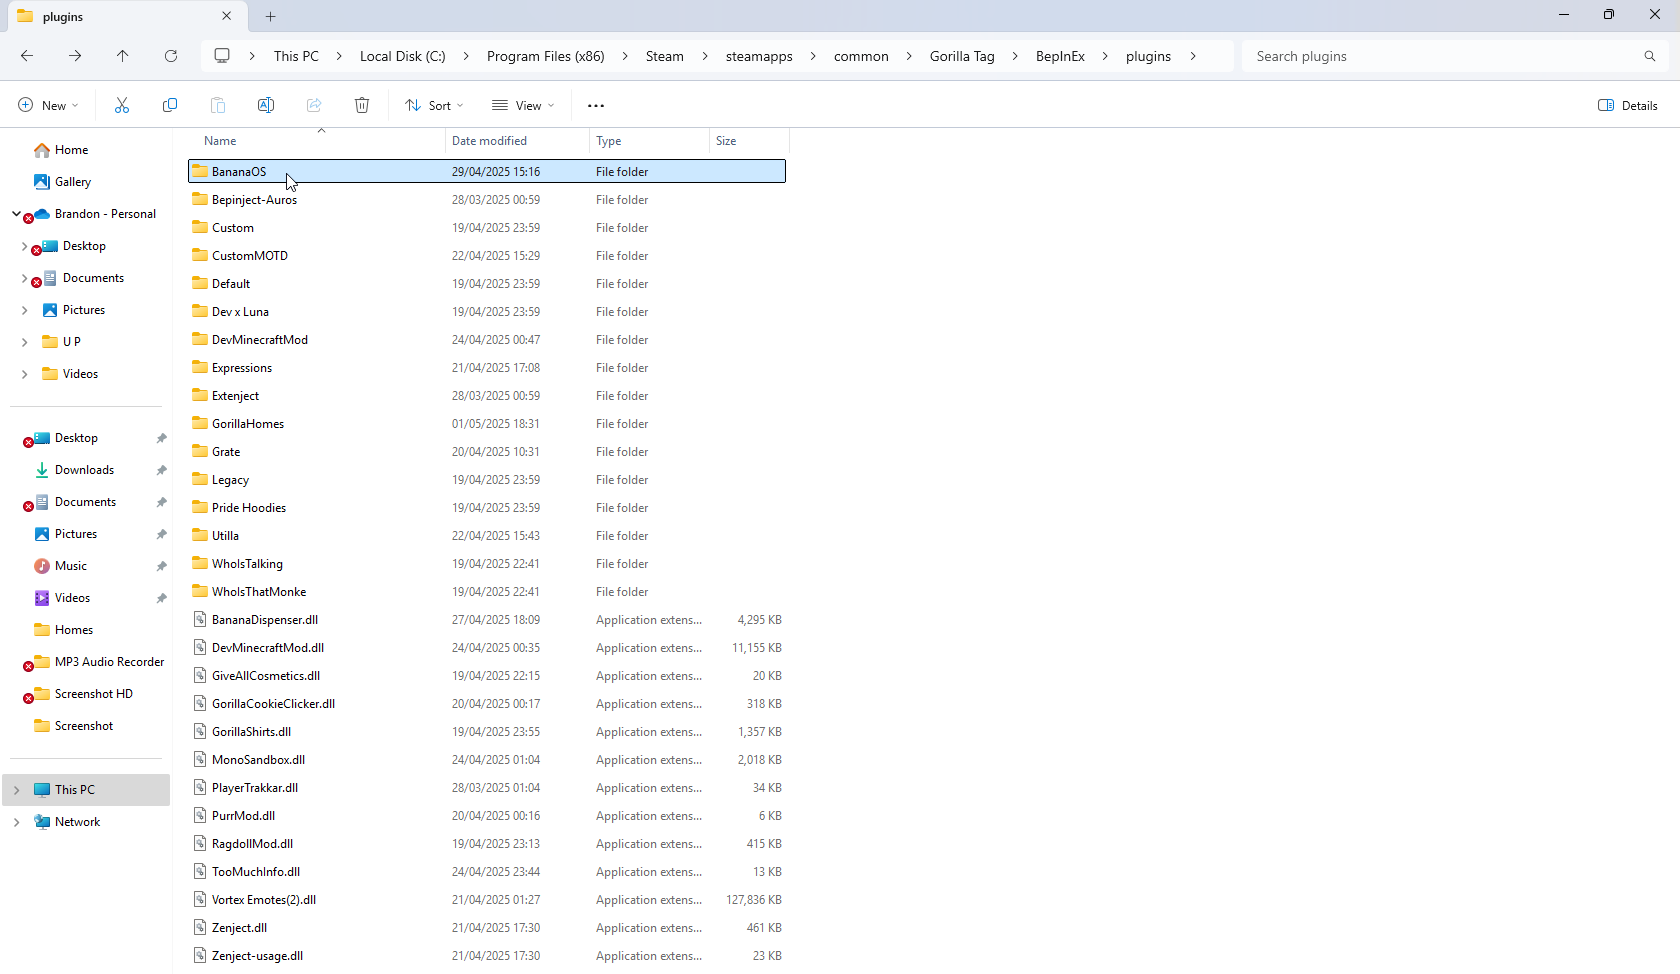 plugins
This PC > Local Disk (C:) > Program Files (x86) > Steam > steamapps > common > Gorilla Tag > BepInEx > plugins >
Search plugins
New
Sort
View
Details
Home
Gallery
Brandon - Personal
Desktop
Documents
Pictures
U P
Videos
Desktop
Downloads
Documents
Pictures
Music
Videos
Homes
MP3 Audio Recorder
Screenshot HD
Screenshot
This PC
Network
Name Date modified Type Size
BananaOS 29/04/2025 15:16 File folder
Bepinject-Auros 28/03/2025 00:59 File folder
Custom 19/04/2025 23:59 File folder
CustomMOTD 22/04/2025 15:29 File folder
Default 19/04/2025 23:59 File folder
Dev x Luna 19/04/2025 23:59 File folder
DevMinecraftMod 24/04/2025 00:47 File folder
Expressions 21/04/2025 17:08 File folder
Extenject 28/03/2025 00:59 File folder
GorillaHomes 01/05/2025 18:31 File folder
Grate 20/04/2025 10:31 File folder
Legacy 19/04/2025 23:59 File folder
Pride Hoodies 19/04/2025 23:59 File folder
Utilla 22/04/2025 15:43 File folder
WhoIsTalking 19/04/2025 22:41 File folder
WhoIsThatMonke 19/04/2025 22:41 File folder
BananaDispenser.dll 27/04/2025 18:09 Application extens... 4,295 KB
DevMinecraftMod.dll 24/04/2025 00:35 Application extens... 11,155 KB
GiveAllCosmetics.dll 19/04/2025 22:15 Application extens... 20 KB
GorillaCookieClicker.dll 20/04/2025 00:17 Application extens... 318 KB
GorillaShirts.dll 19/04/2025 23:55 Application extens... 1,357 KB
MonoSandbox.dll 24/04/2025 01:04 Application extens... 2,018 KB
PlayerTrakkar.dll 28/03/2025 01:04 Application extens... 34 KB
PurrMod.dll 20/04/2025 00:16 Application extens... 6 KB
RagdollMod.dll 19/04/2025 23:13 Application extens... 415 KB
TooMuchInfo.dll 24/04/2025 23:44 Application extens... 13 KB
Vortex Emotes(2).dll 21/04/2025 01:27 Application extens... 127,836 KB
Zenject.dll 21/04/2025 17:30 Application extens... 461 KB
Zenject-usage.dll 21/04/2025 17:30 Application extens... 23 KB